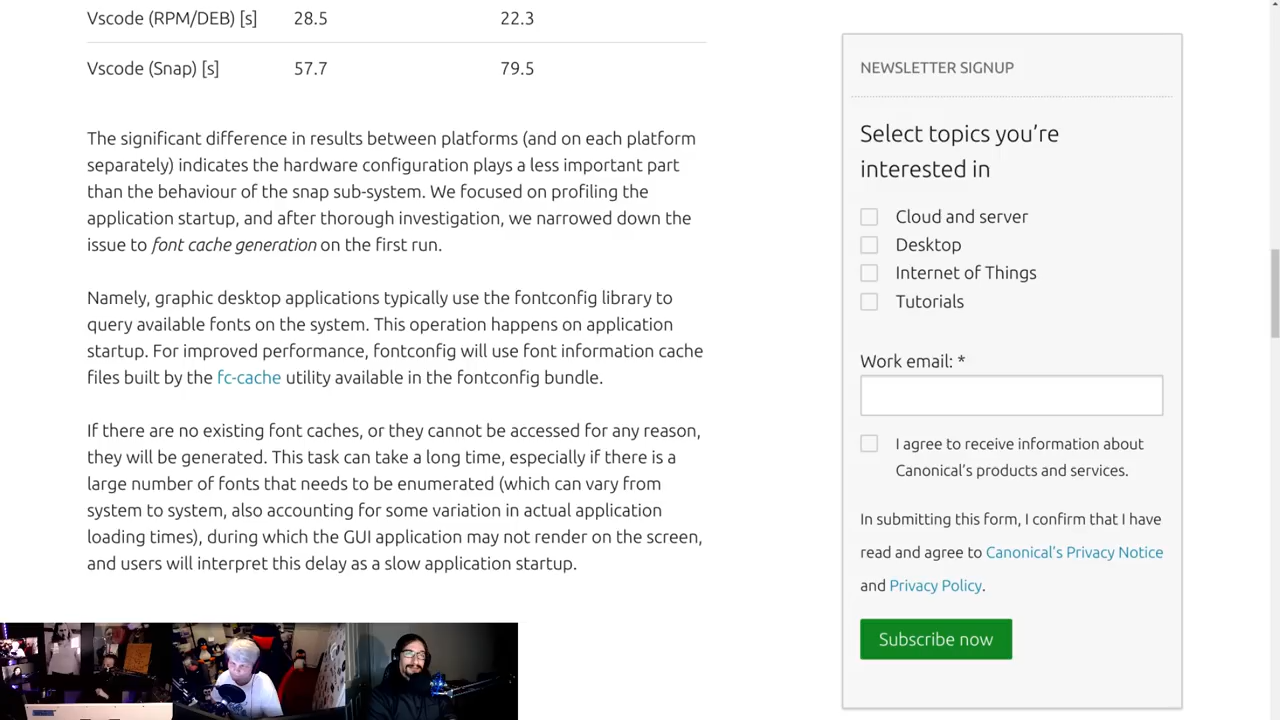 Vscode (RPM/DEB) [s] 28.5 22.3
Vscode (Snap) [s] 57.7 79.5
The significant difference in results between platforms (and on each platform
separately) indicates the hardware configuration plays a less important part
than the behaviour of the snap sub-system. We focused on profiling the
application startup, and after thorough investigation, we narrowed down the
issue to font cache generation on the first run.
Namely, graphic desktop applications typically use the fontconfig library to
query available fonts on the system. This operation happens on application
startup. For improved performance, fontconfig will use font information cache
files built by the fc-cache utility available in the fontconfig bundle.
If there are no existing font caches, or they cannot be accessed for any reason,
they will be generated. This task can take a long time, especially if there is a
large number of fonts that needs to be enumerated (which can vary from
system to system, also accounting for some variation in actual application
loading times), during which the GUI application may not render on the screen,
and users will interpret this delay as a slow application startup.
NEWSLETTER SIGNUP
Select topics you're
interested in
Cloud and server
Desktop
Internet of Things
Tutorials
Work email: *
I agree to receive information about
Canonical's products and services.
In submitting this form, I confirm that I have
read and agree to Canonical's Privacy Notice
and Privacy Policy.
Subscribe now